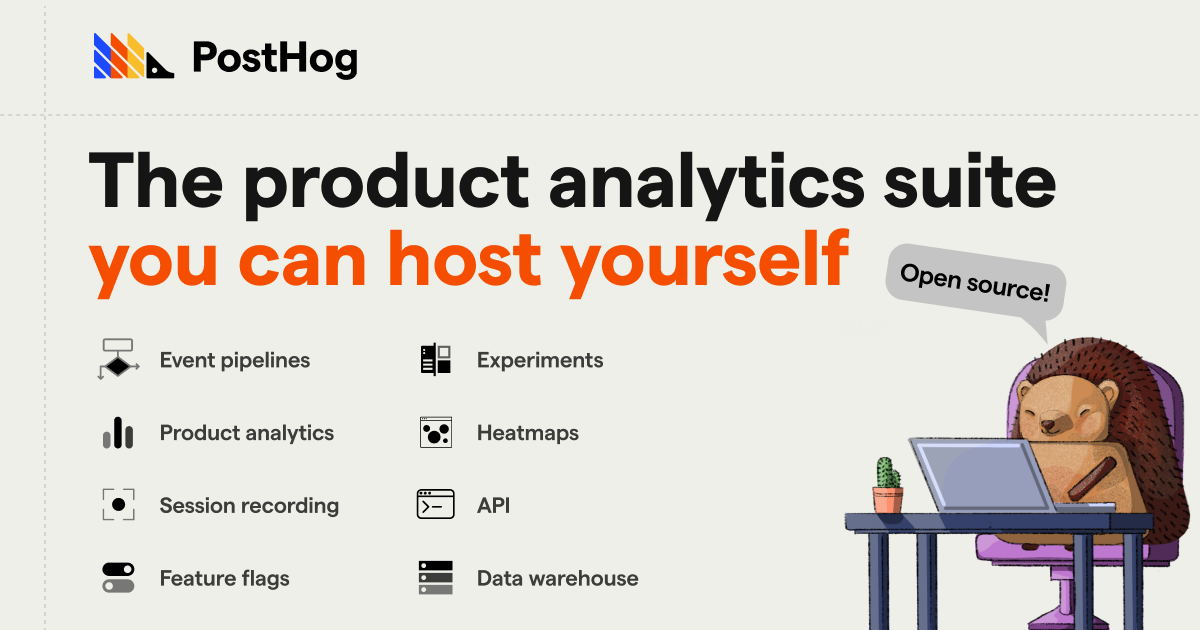 PostHog
The product analytics suite
you can host yourself
Open source!
Event pipelines
Experiments
Product analytics
Heatmaps
Session recording
API
Feature flags
Data warehouse